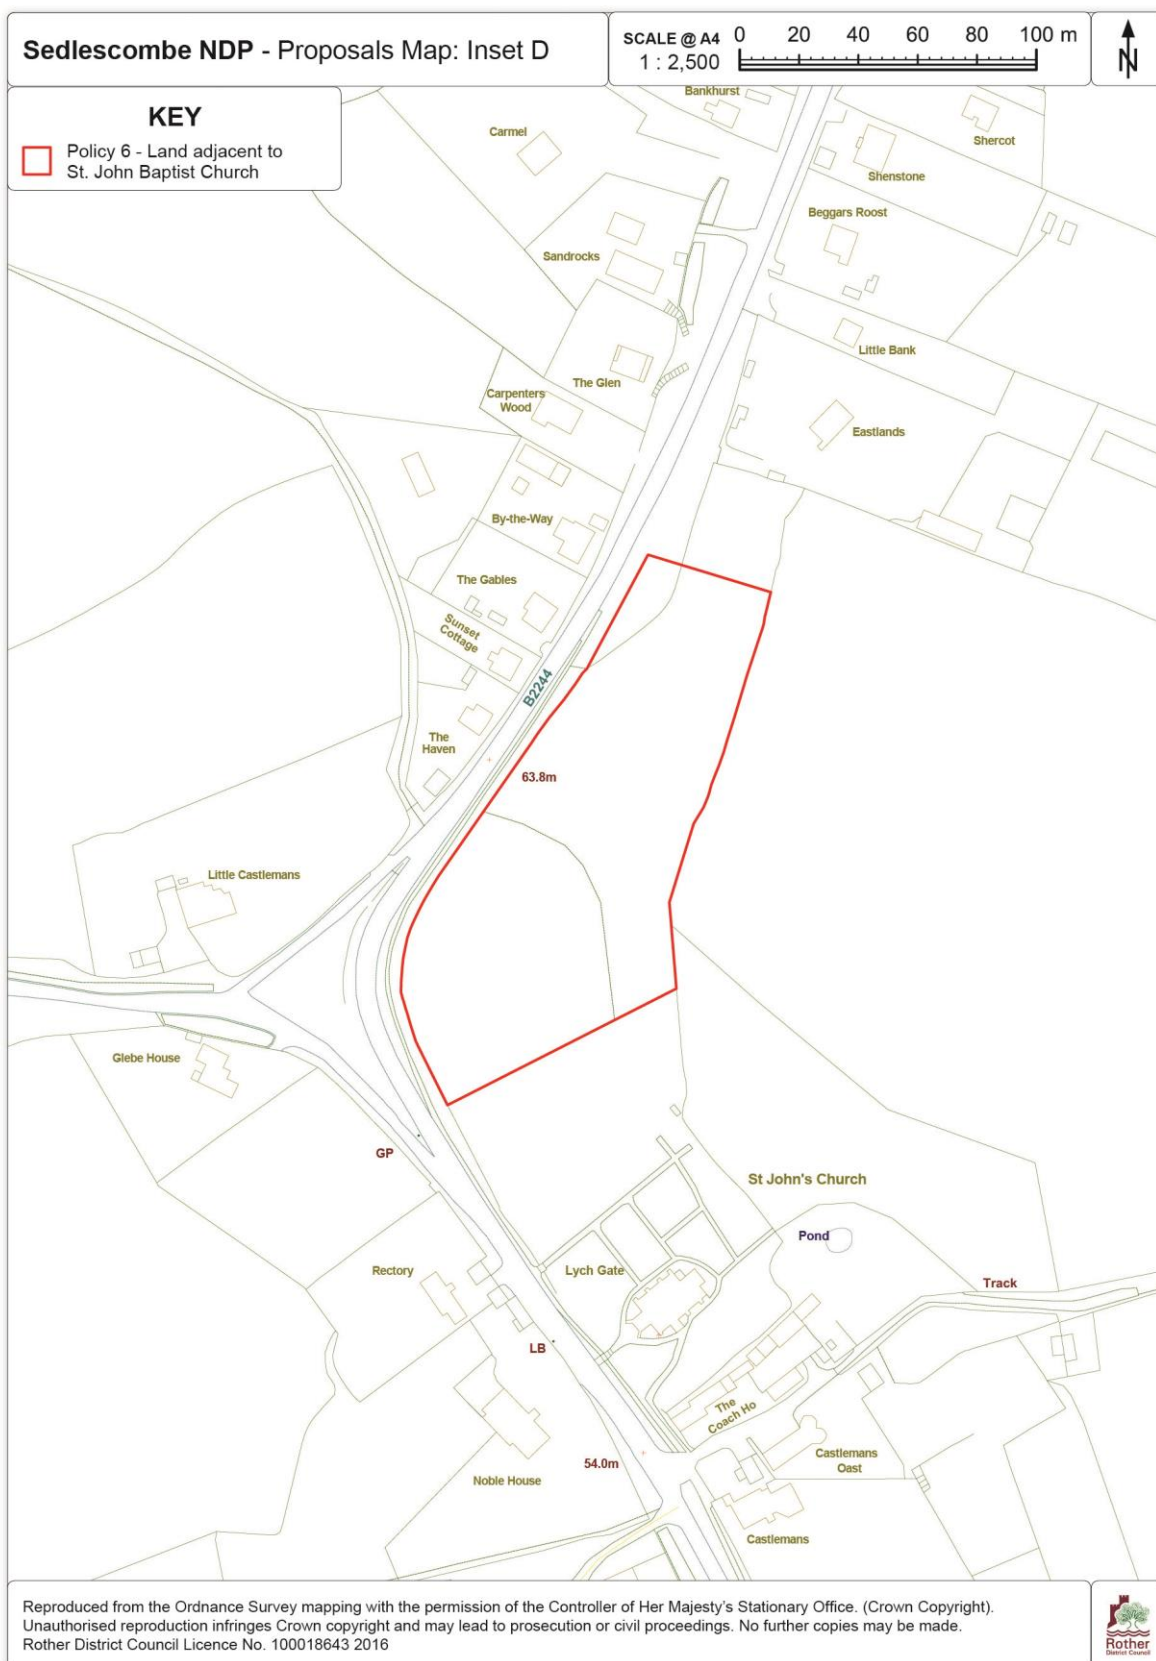 Sedlescombe NDP - Proposals Map: Inset D
SCALE @ A4
1 : 2,500
0 20 40 60 80 100 m
N
KEY
Policy 6 - Land adjacent to
St. John Baptist Church
Bankhurst
Carmel
Shercot
Shenstone
Beggars Roost
Sandrocks
Little Bank
The Glen
Carpenters
Wood
Eastlands
By-the-Way
The Gables
Sunset
Cottage
B2244
The
Haven
63.8m
Little Castlemans
Glebe House
GP
St John's Church
Pond
Lych Gate
Rectory
Track
LB
The
Coach Ho
Castlemans
Oast
54.0m
Noble House
Castlemans
Reproduced from the Ordnance Survey mapping with the permission of the Controller of Her Majesty's Stationary Office. (Crown Copyright).
Unauthorised reproduction infringes Crown copyright and may lead to prosecution or civil proceedings. No further copies may be made.
Rother District Council Licence No. 100018643 2016
Rother
District Council